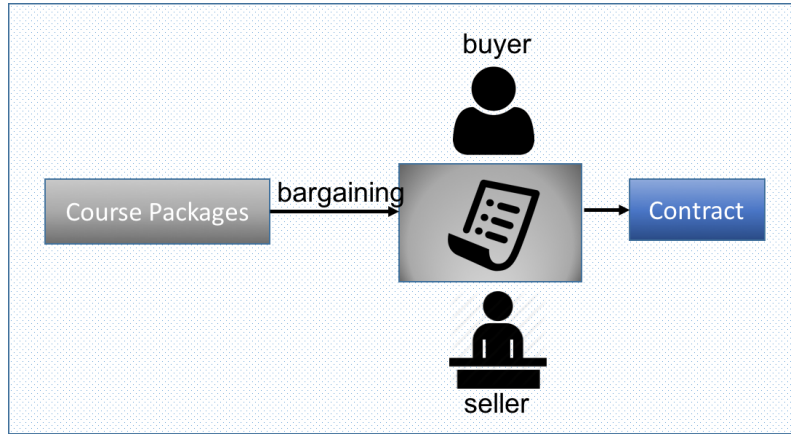 buyer
Course Packages
bargaining
Contract
seller